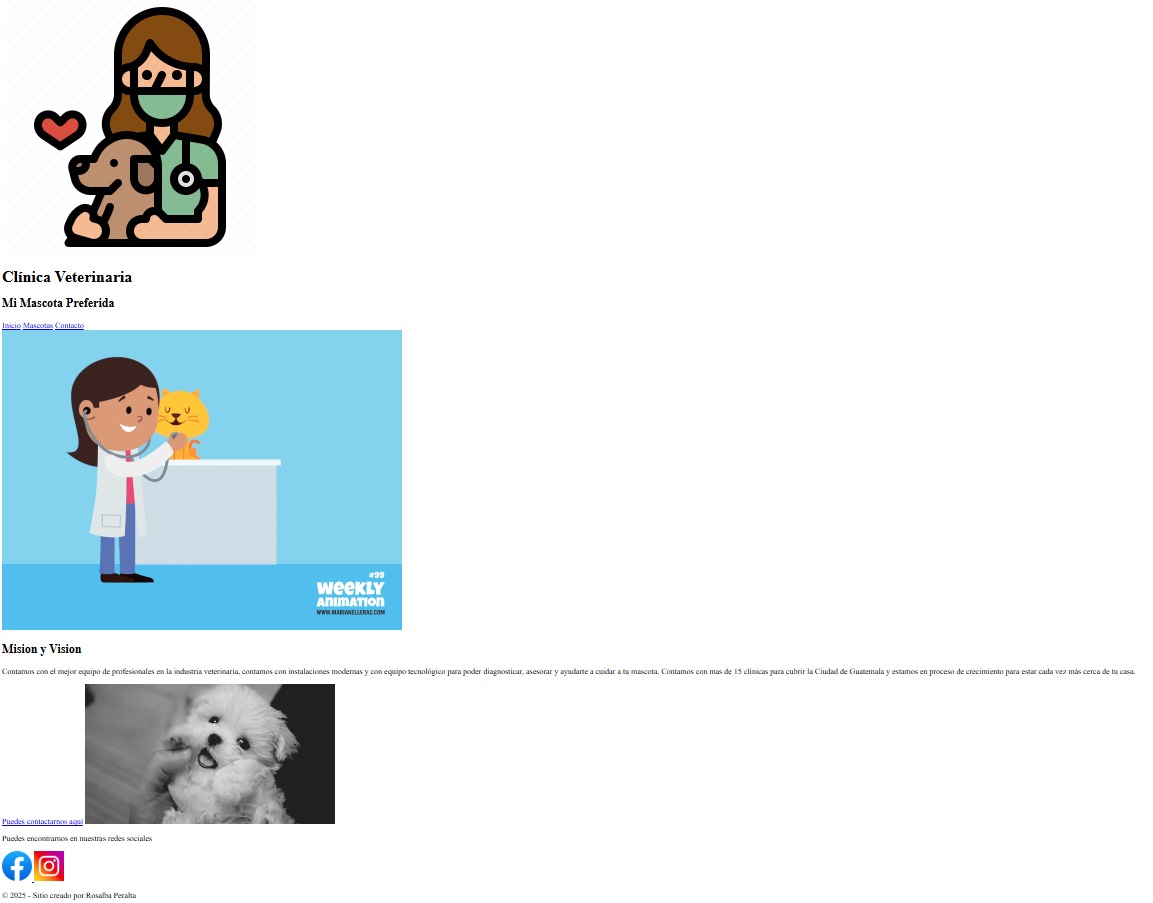 Clínica Veterinaria
Mi Mascota Preferida
Inicio Mascotas Contacto
#99
WEEKLY
ANIMATION
WWW.MARIAKELLERAC.COM
Mision y Vision
Contamos con el mejor equipo de profesionales en la industria veterinaria, contamos con instalaciones modernas y con equipo tecnológico para poder diagnosticar, asesorar y ayudarte a cuidar a tu mascota. Contamos con mas de 15 clinicas para cubrir la Ciudad de Guatemala y estamos en proceso de crecimiento para estar cada vez más cerca de tu casa.
Puedes contactarnos aquí
Puedes encontrarnos en nuestras redes sociales
© 2025 - Sitio creado por Rosalba Peralta